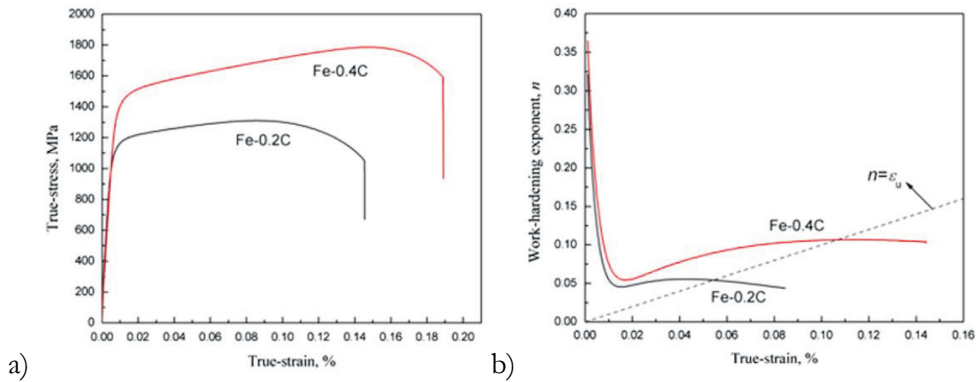 2000
1800
1600
1400
1200
1000
800
600
400
200
0
True-stress, MPa
Fe-0.4C
Fe-0.2C
0.00 0.02 0.04 0.06 0.08 0.10 0.12 0.14 0.16 0.18 0.20
True-strain, %
a)
0.40
0.35
0.30
0.25
0.20
0.15
0.10
0.05
0.00
Work-hardening exponent, n
n=εu
Fe-0.4C
Fe-0.2C
0.00 0.02 0.04 0.06 0.08 0.10 0.12 0.14 0.16
True-strain, %
b)